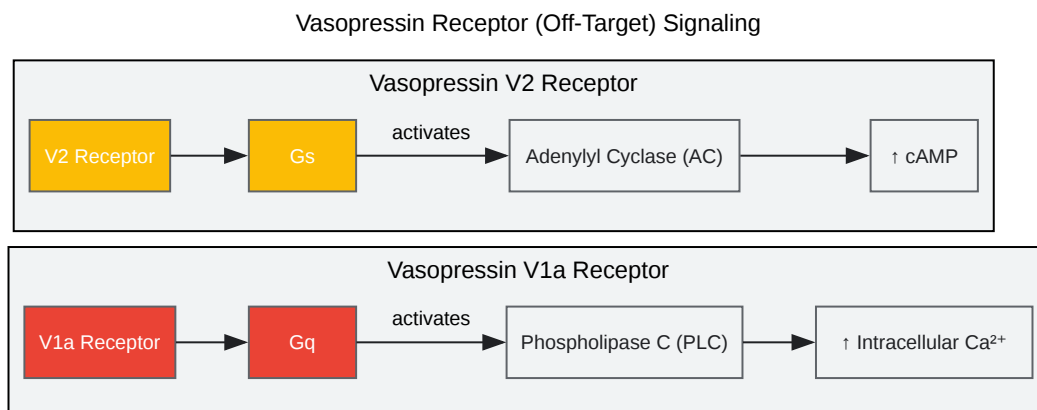 Vasopressin Receptor (Off-Target) Signaling
Vasopressin V2 Receptor
V2 Receptor
Gs
activates
Adenylyl Cyclase (AC)
↑ cAMP
Vasopressin V1a Receptor
V1a Receptor
Gq
activates
Phospholipase C (PLC)
↑ Intracellular Ca²⁺